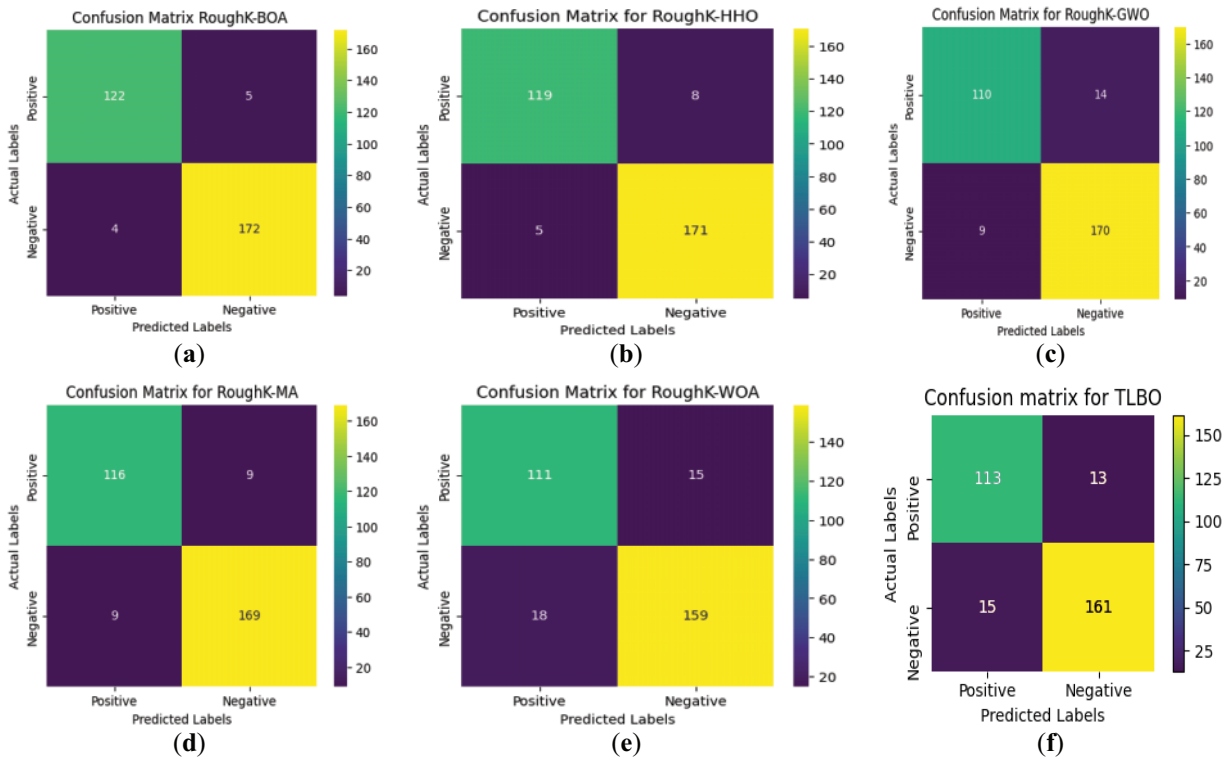 Confusion Matrix RoughK-BOA
Actual Labels
Positive
Negative
122
5
4
172
Positive
Negative
Predicted Labels
160
140
120
100
80
60
40
20
(a)
Confusion Matrix for RoughK-HHO
Actual Labels
Positive
Negative
119
8
5
171
Positive
Negative
Predicted Labels
160
140
120
100
80
60
40
20
(b)
Confusion Matrix for RoughK-GWO
Actual Labels
Positive
Negative
110
14
9
170
Positive
Negative
Predicted Labels
160
140
120
100
80
60
40
20
(c)
Confusion Matrix for RoughK-MA
Actual Labels
Positive
Negative
116
9
9
169
Positive
Negative
Predicted Labels
160
140
120
100
80
60
40
20
(d)
Confusion Matrix for RoughK-WOA
Actual Labels
Positive
Negative
111
15
18
159
Positive
Negative
Predicted Labels
140
120
100
80
60
40
20
(e)
Confusion matrix for TLBO
Actual Labels
Positive
Negative
113
13
15
161
Positive
Negative
Predicted Labels
150
125
100
75
50
25
(f)